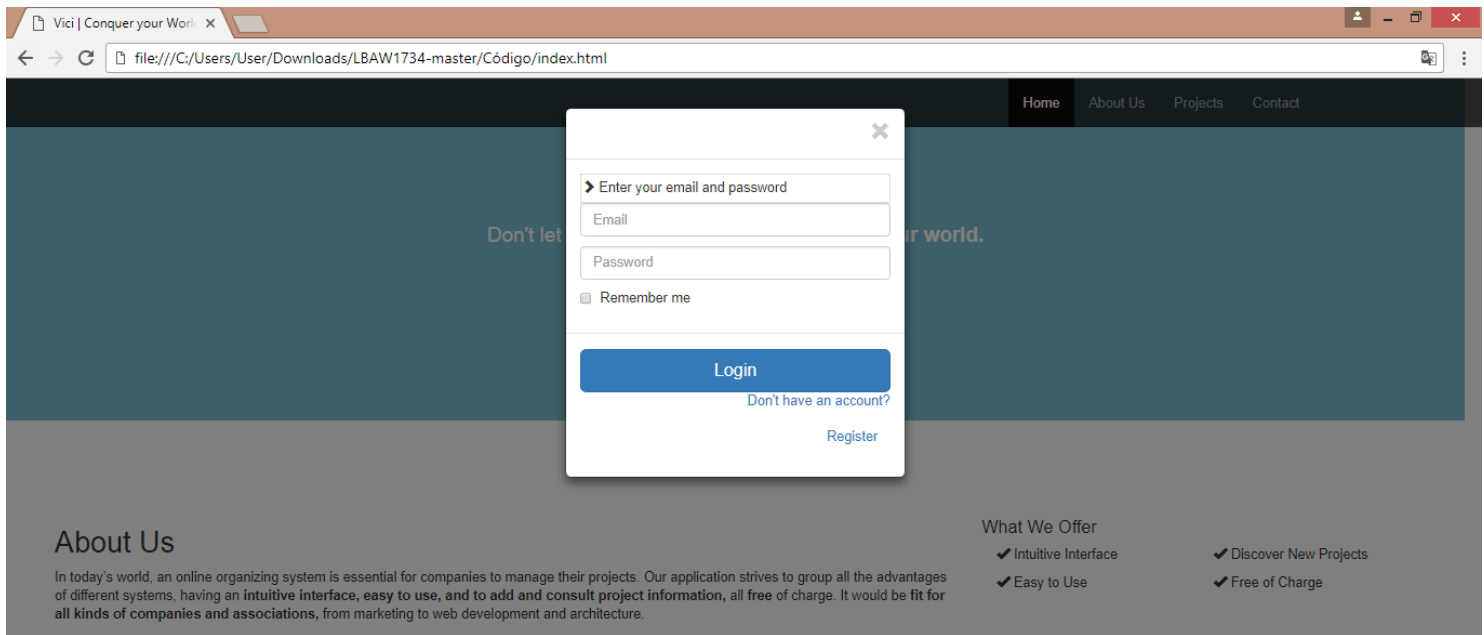 Vici | Conquer your Worl
file:///C:/Users/User/Downloads/LBAW1734-master/Código/index.html
Home About Us Projects Contact
Don't let
ur world.
Enter your email and password
Email
Password
Remember me
Login
Don't have an account?
Register
About Us
In today's world, an online organizing system is essential for companies to manage their projects. Our application strives to group all the advantages
of different systems, having an intuitive interface, easy to use, and to add and consult project information, all free of charge. It would be fit for
all kinds of companies and associations, from marketing to web development and architecture.
What We Offer
Intuitive Interface
Discover New Projects
Easy to Use
Free of Charge